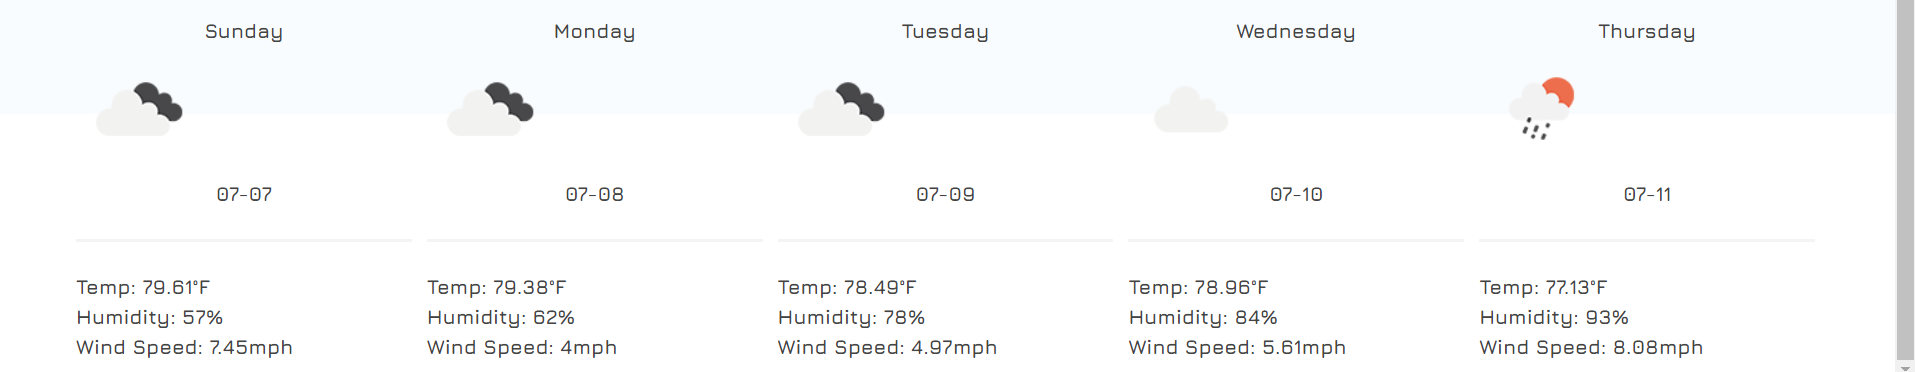 Sunday
07-07
Temp: 79.61°F
Humidity: 57%
Wind Speed: 7.45mph
Monday
07-08
Temp: 79.38°F
Humidity: 62%
Wind Speed: 4mph
Tuesday
07-09
Temp: 78.49°F
Humidity: 78%
Wind Speed: 4.97mph
Wednesday
07-10
Temp: 78.96°F
Humidity: 84%
Wind Speed: 5.61mph
Thursday
07-11
Temp: 77.13°F
Humidity: 93%
Wind Speed: 8.08mph